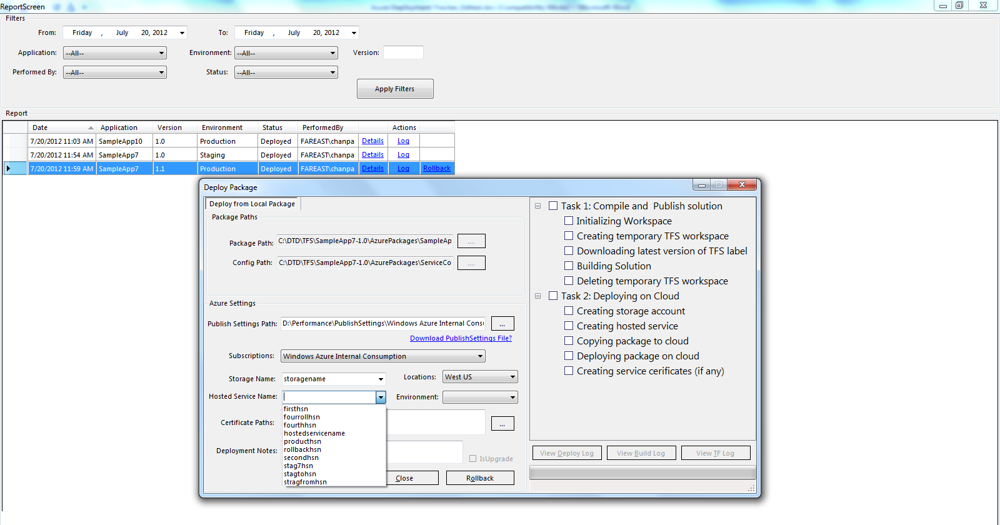 ReportScreen
Filters
From: Friday , July 20, 2012 To: Friday , July 20, 2012
Application: --All-- Environment: --All-- Version:
Performed By: --All-- Status: --All--
Apply Filters
Report
Date Application Version Environment Status PerformedBy Actions
7/20/2012 11:03 AM SampleApp10 1.0 Production Deployed FAREAST\chanpa Details Log
7/20/2012 11:54 AM SampleApp7 1.0 Staging Deployed FAREAST\chanpa Details Log
7/20/2012 11:59 AM SampleApp7 1.1 Production Deployed FAREAST\chanpa Details Log Rollback
Deploy Package
Deploy from Local Package
Package Paths
Package Path: C:\DTD\TFS\SampleApp7-1.0\AzurePackages\SampleAp ....
Config Path: C:\DTD\TFS\SampleApp7-1.0\AzurePackages\ServiceCo ....
Azure Settings
Publish Settings Path: D:\Performance\PublishSettings\Windows Azure Internal Consu ...
Download PublishSettings File?
Subscriptions: Windows Azure Internal Consumption
Storage Name: storagename Locations: West US
Hosted Service Name: Environment:
firsthsn
fourrollhsn
fourthhsn
hostedservicename
producthsn
rollbackhsn
secondhsn
stag7hsn
stagtohsn
stragfromhsn
Certificate Paths: ...
Deployment Notes:
IsUpgrade
Close Rollback
Task 1: Compile and  Publish solution
Initializing Workspace
Creating temporary TFS workspace
Downloading latest version of TFS label
Building Solution
Deleting temporary TFS workspace
Task 2: Deploying on Cloud
Creating storage account
Creating hosted service
Copying package to cloud
Deploying package on cloud
Creating service cerificates (if any)
View Deploy Log View Build Log View TF Log